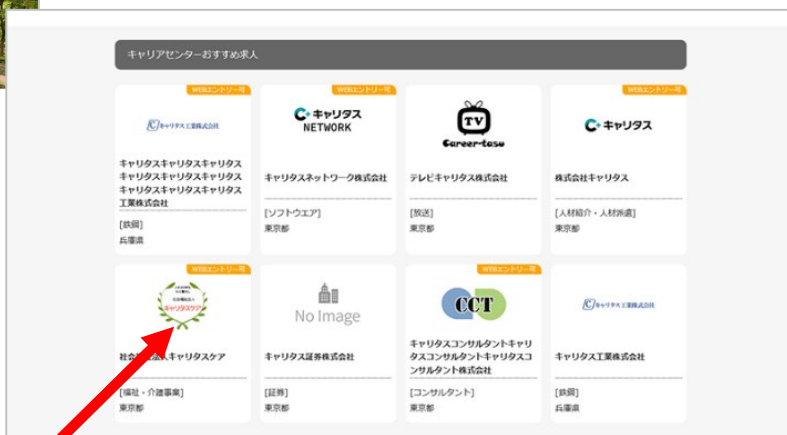 キャリアセンターおすすめ求人
WEBエントリー可
キャリタス工業株式会社
キャリタスキャリタスキャリタス
キャリタスキャリタスキャリタス
キャリタスキャリタスキャリタス
工業株式会社
[鉄鋼]
兵庫県
WEBエントリー可
キャリタス
NETWORK
キャリタスネットワーク株式会社
[ソフトウエア]
東京都
TV
Career-tasu
テレビキャリタス株式会社
[放送]
東京都
WEBエントリー可
キャリタス
株式会社キャリタス
[人材紹介・人材派遣]
東京都
WEBエントリー可
社会福祉法人
キャリタスケア
社会
法人キャリタスケア
[福祉・介護事業]
東京都
No Image
キャリタス証券株式会社
[証券]
東京都
WEBエントリー可
CCT
キャリタスコンサルタントキャリ
タスコンサルタントキャリタスコ
ンサルタント株式会社
[コンサルタント]
東京都
キャリタス工業株式会社
キャリタス工業株式会社
[鉄鋼]
兵庫県